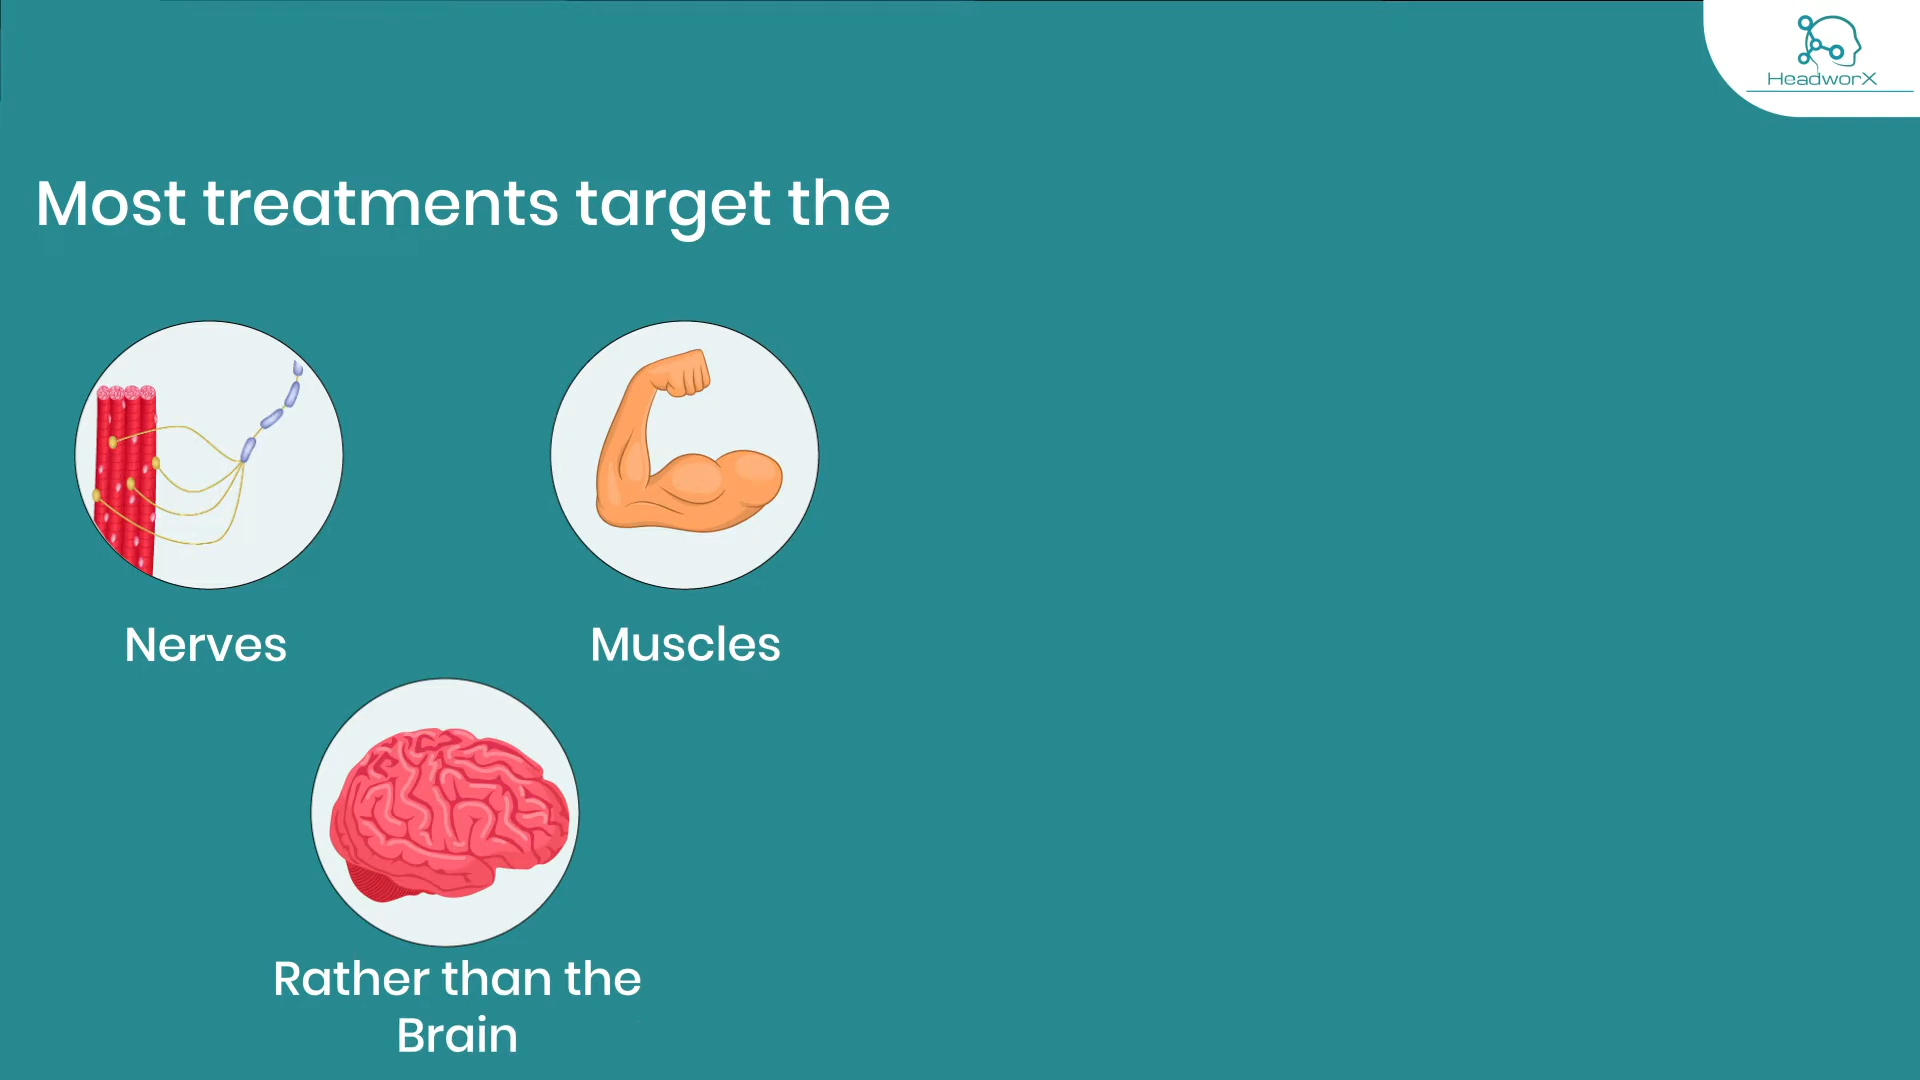 HeadworX
Most treatments target the
Nerves
Muscles
Rather than the
Brain